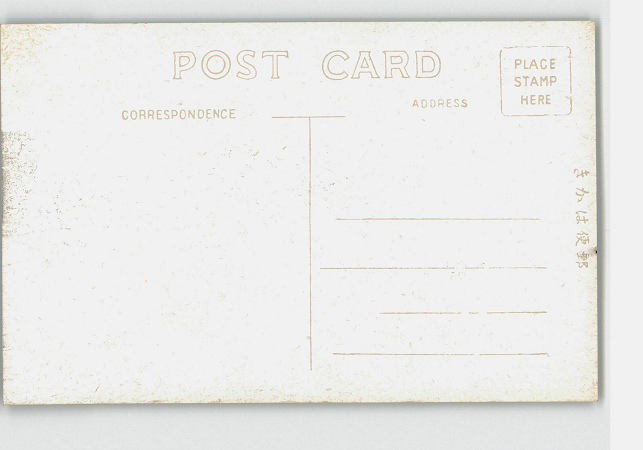 POST CARD
PLACE
STAMP
HERE
CORRESPONDENCE
ADDRESS
きかは便郵